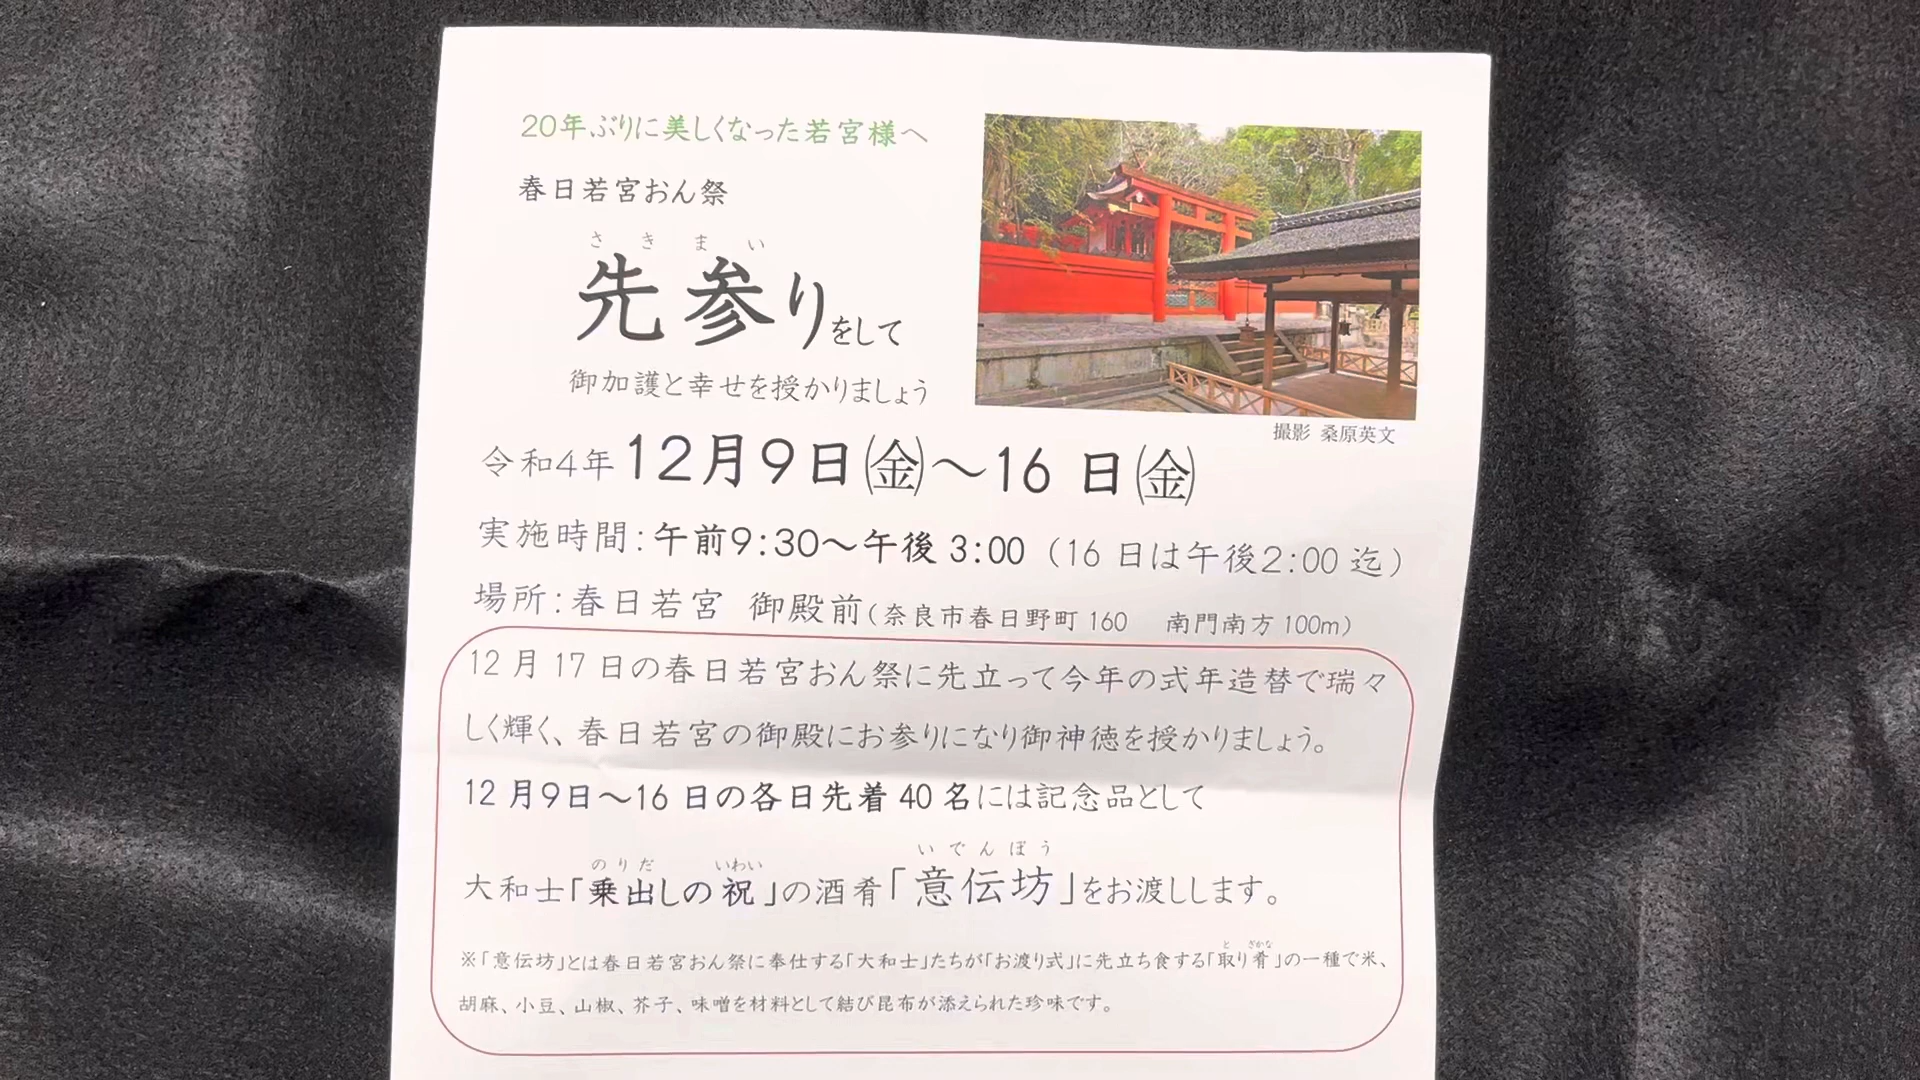 20年ぶりに美しくなった若宮様へ
春日若宮おん祭
さきまい
先参りをして
御加護と幸せを授かりましょう
撮影 桑原英文
令和4年12月9日㈮～16日㈮
実施時間:午前9:30～午後3:00（16日は午後2:00迄）
場所:春日若宮 御殿前（奈良市春日野町160 南門南方100m）
12月17日の春日若宮おん祭に先立って今年の式年造替で瑞々
しく輝く、春日若宮の御殿にお参りになり御神徳を授かりましょう。
12月9日～16日の各日先着40名には記念品として
のりだ いわい いでんぼう
大和士「乗出しの祝」の酒肴「意伝坊」をお渡しします。
と ざかな
※「意伝坊」とは春日若宮おん祭に奉仕する「大和士」たちが「お渡り式」に先立ち食する「取り肴」の一種で米、
胡麻、小豆、山椒、芥子、味噌を材料として結び昆布が添えられた珍味です。